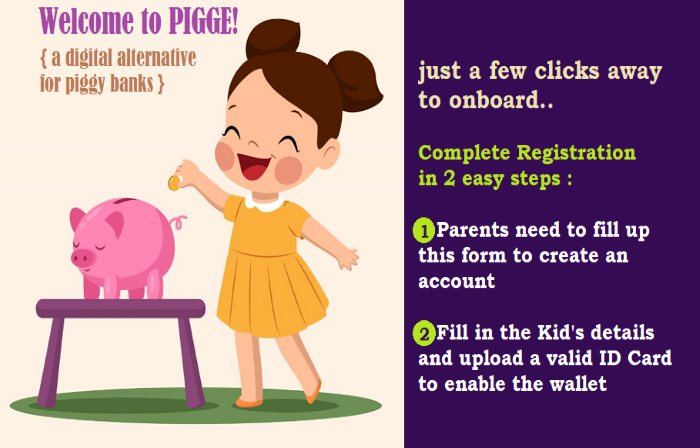 Welcome to PIGGE!
{ a digital alternative
for piggy banks }
just a few clicks away
to onboard..
Complete Registration
in 2 easy steps :
1 Parents need to fill up
this form to create an
account
2 Fill in the Kid's details
and upload a valid ID Card
to enable the wallet